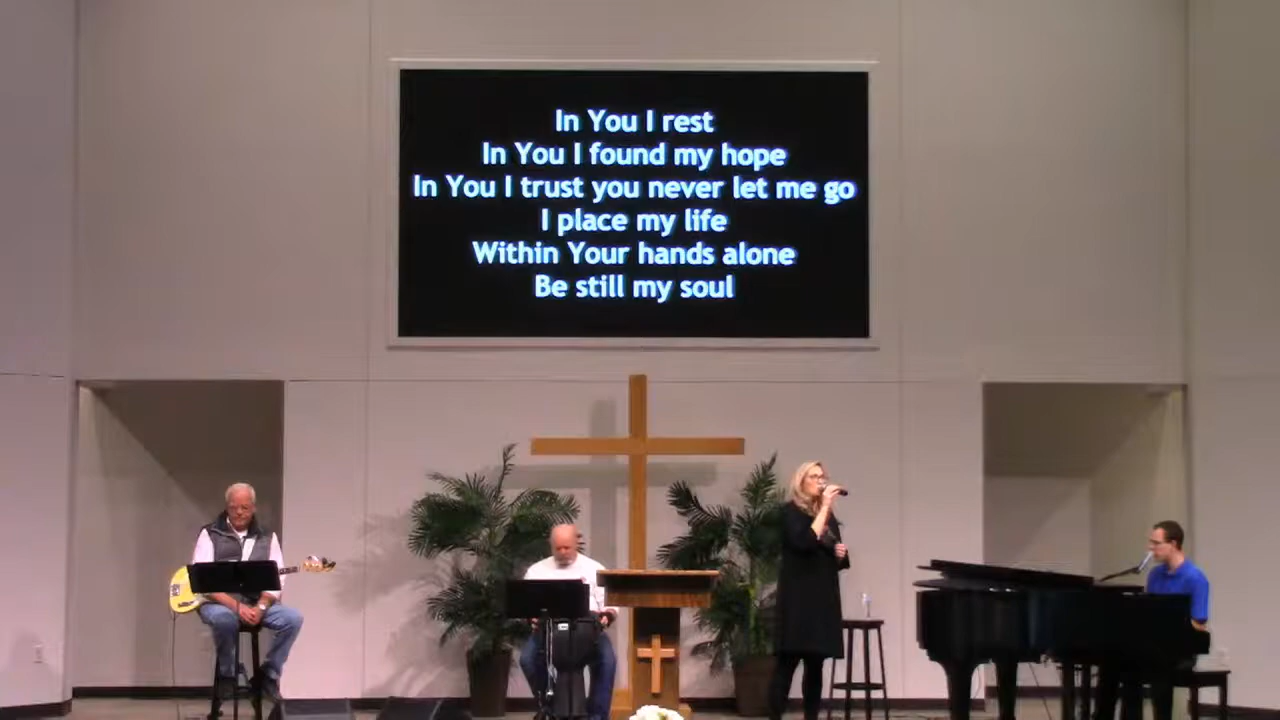 In You I rest
In You I found my hope
In You I trust you never let me go
I place my life
Within Your hands alone
Be still my soul